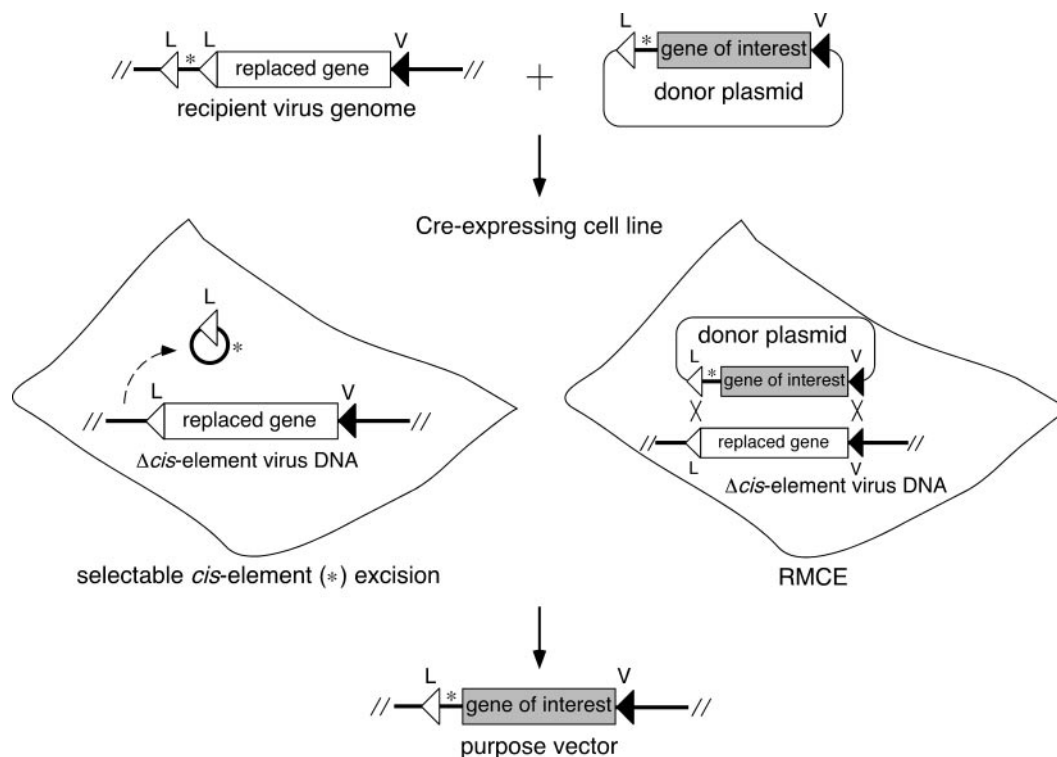 L * L replaced gene V
// //
recipient virus genome
+
L * gene of interest V
donor plasmid
Cre-expressing cell line
L
*
L V
// replaced gene //
Δcis-element virus DNA
selectable cis-element (*) excision
donor plasmid
L * V
gene of interest
// replaced gene //
L V
Δcis-element virus DNA
RMCE
L * V
// gene of interest //
purpose vector